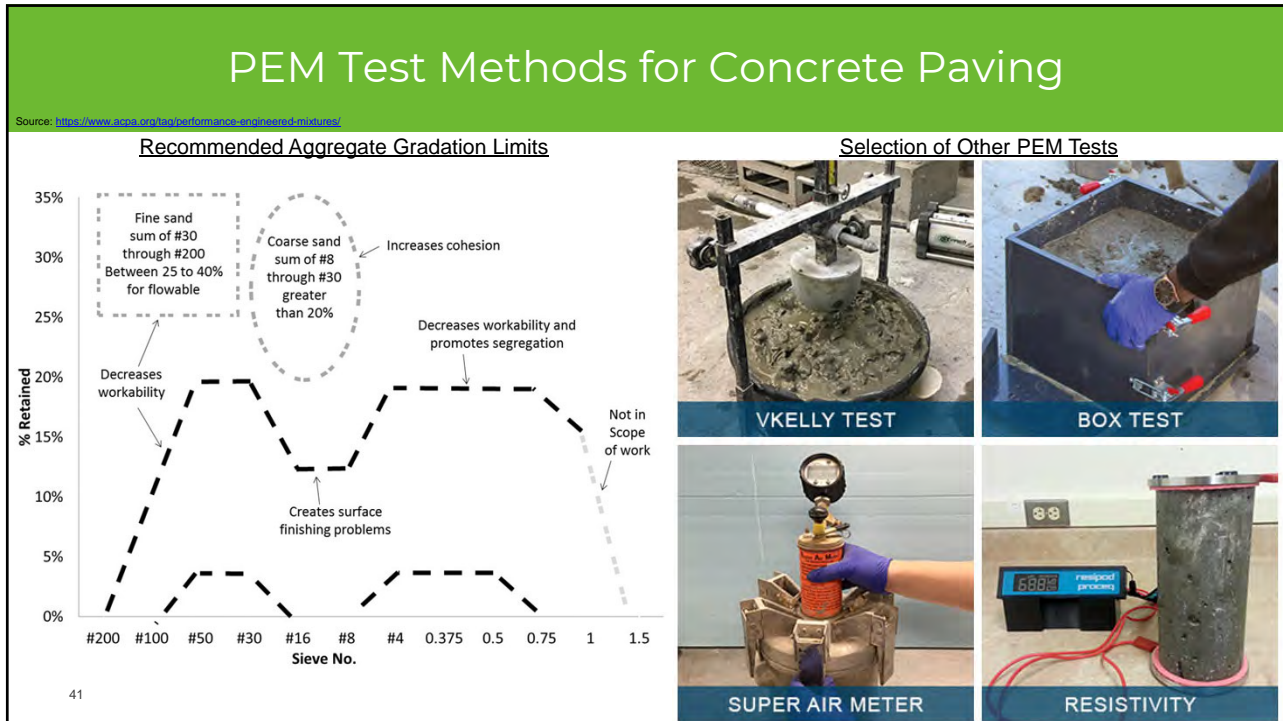 PEM Test Methods for Concrete Paving
Source: https://www.acpa.org/tag/performance-engineered-mixtures/
Recommended Aggregate Gradation Limits
35%
30%
25%
20%
15%
10%
5%
0%
% Retained
Fine sand
sum of #30
through #200
Between 25 to 40%
for flowable
Coarse sand
sum of #8
through #30
greater
than 20%
Increases cohesion
Decreases workability and
promotes segregation
Decreases
workability
Not in
Scope
of work
Creates surface
finishing problems
#200 #100 #50 #30 #16 #8 #4 0.375 0.5 0.75 1 1.5
Sieve No.
41
Selection of Other PEM Tests
VKELLY TEST
BOX TEST
SUPER AIR METER
resipod
proceq
RESISTIVITY